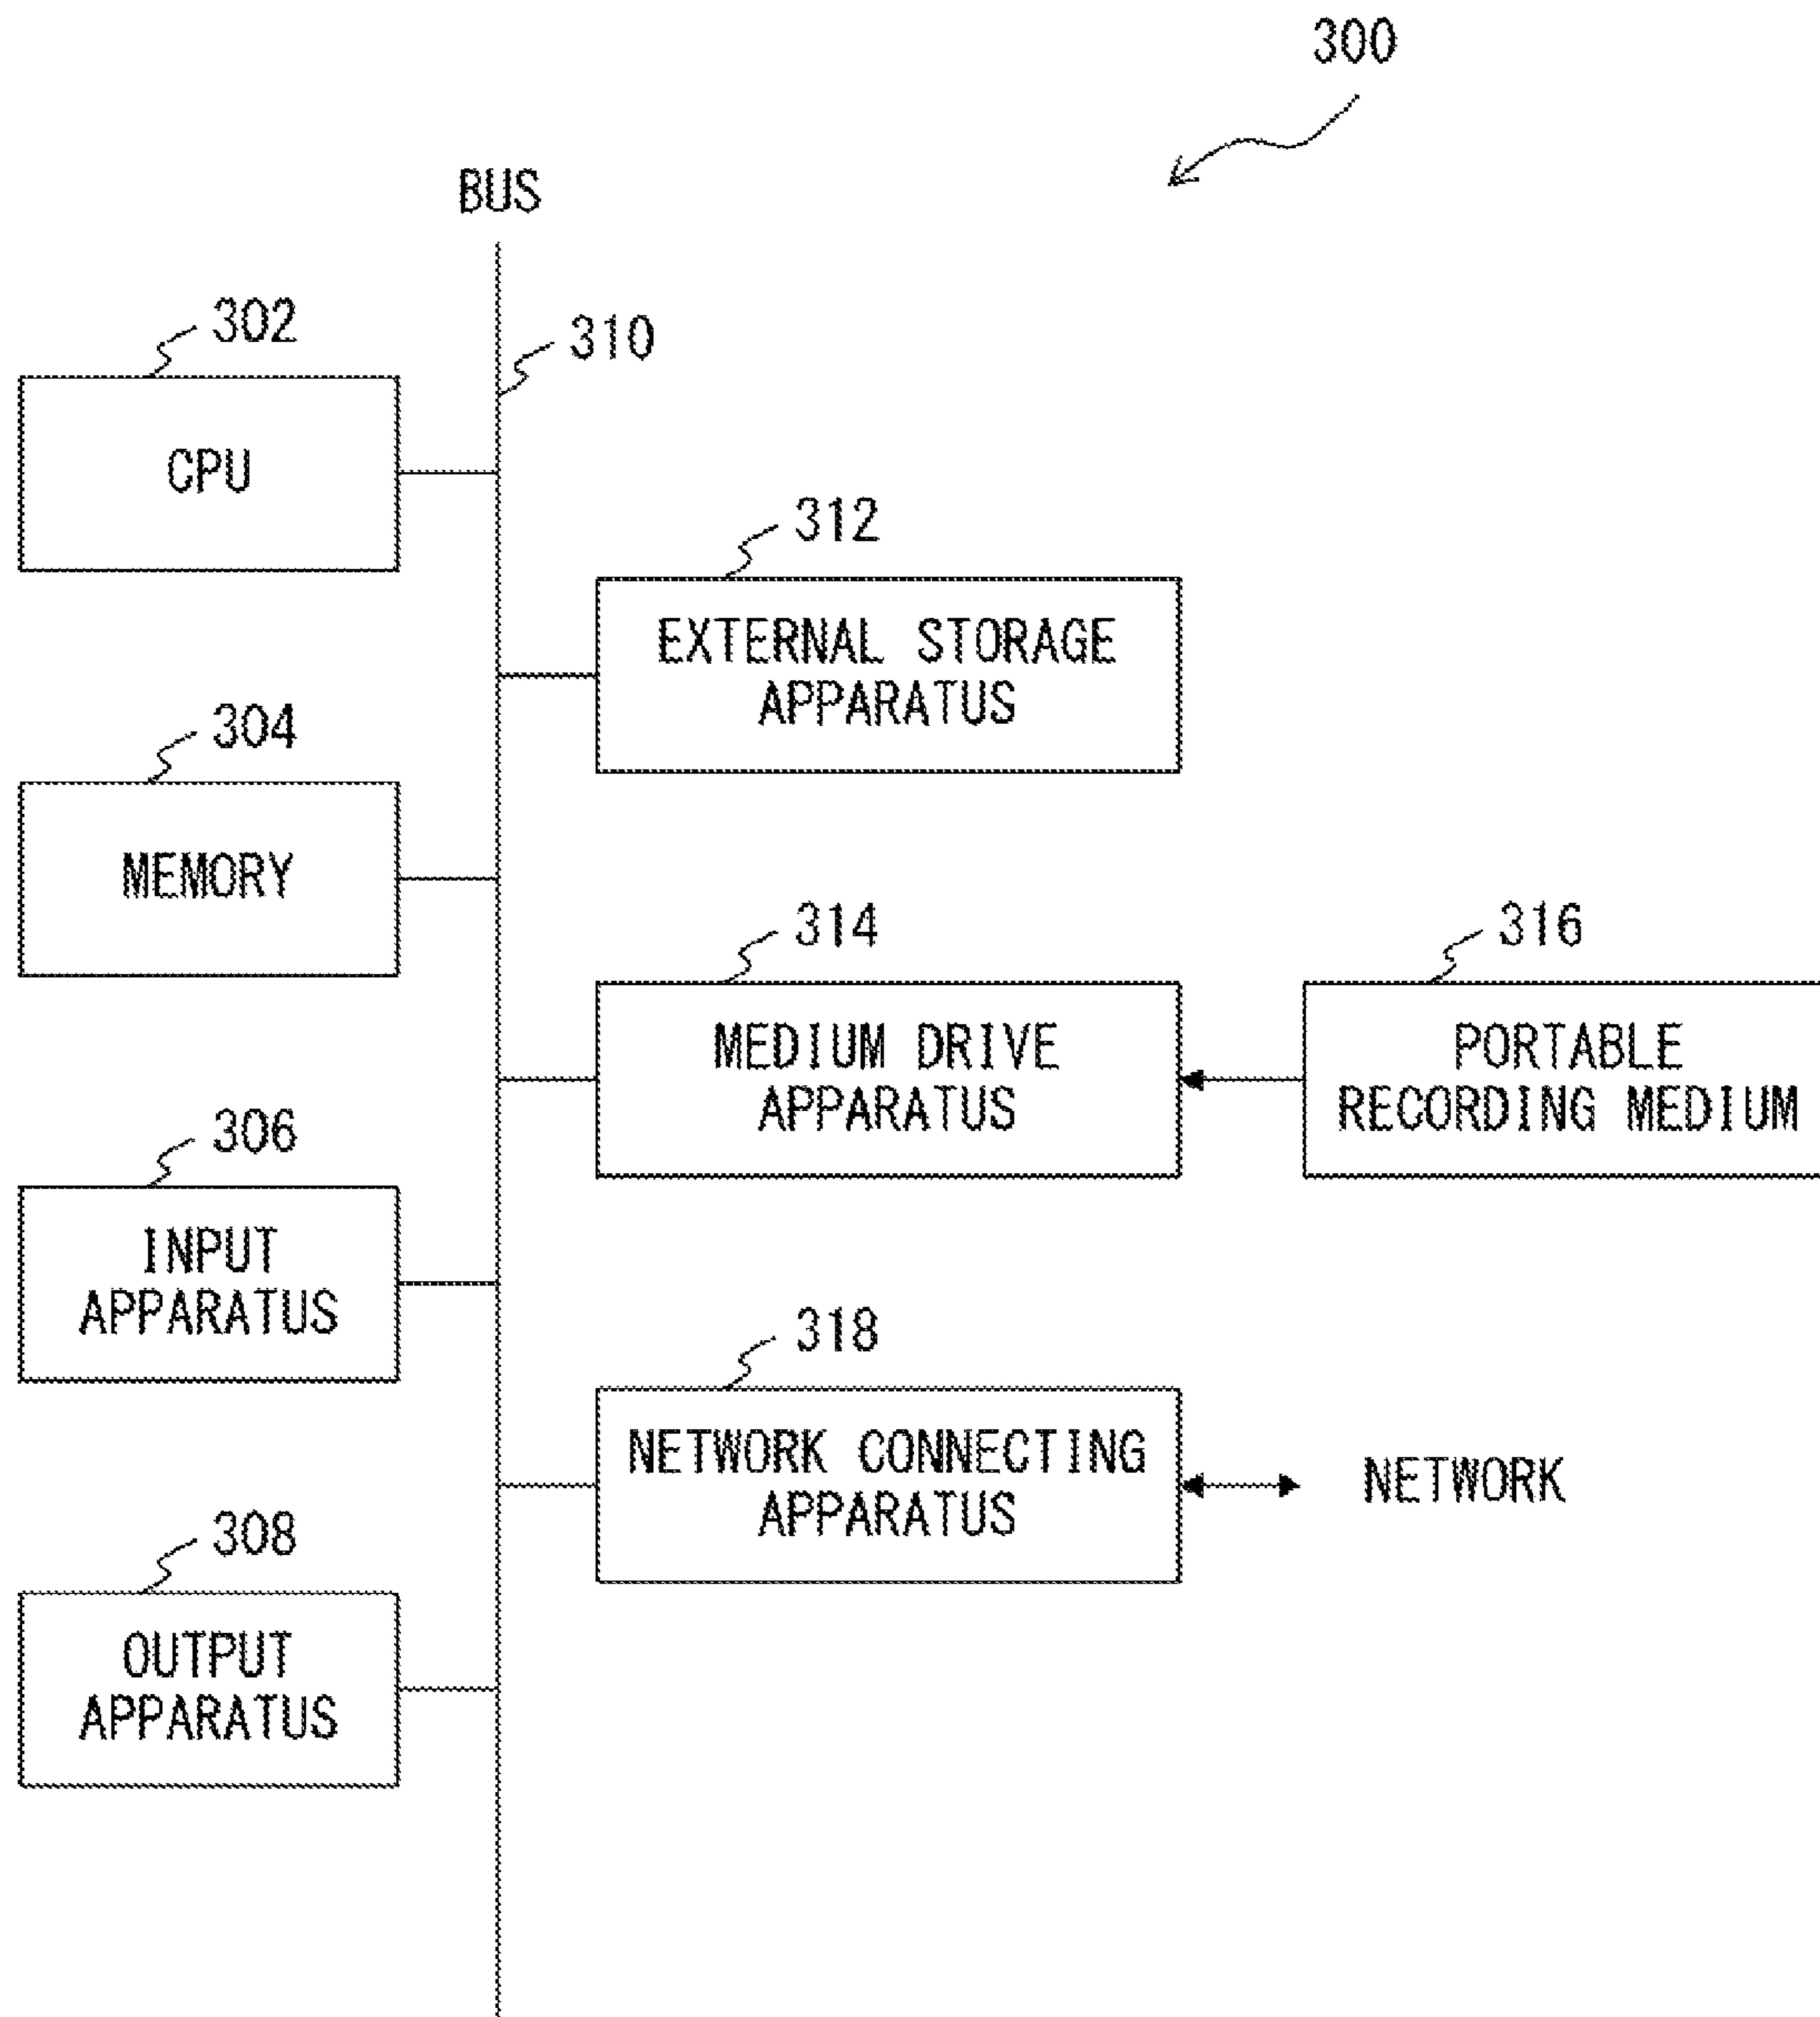 300
BUS
302
310
CPU
312
EXTERNAL STORAGE
APPARATUS
304
MEMORY
314
316
MEDIUM DRIVE
APPARATUS
PORTABLE
RECORDING MEDIUM
306
INPUT
APPARATUS
318
NETWORK CONNECTING
APPARATUS
NETWORK
308
OUTPUT
APPARATUS